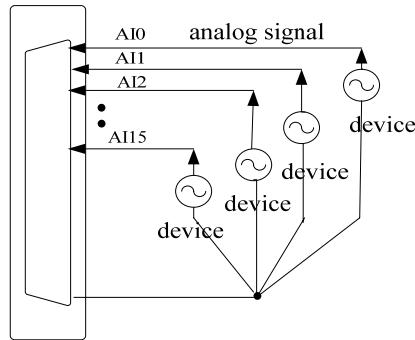 AI0 analog signal
AI1
AI2
AI15
device
device
device
device